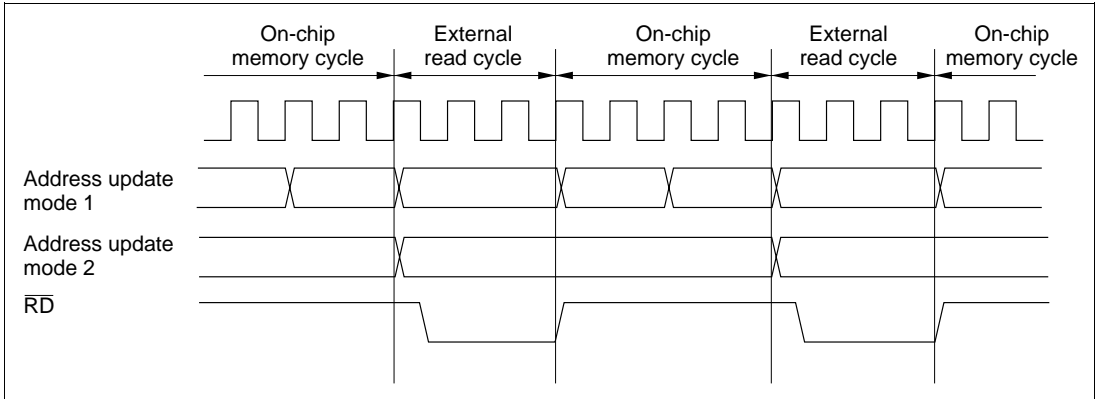 On-chip
memory cycle
External
read cycle
On-chip
memory cycle
External
read cycle
On-chip
memory cycle
Address update
mode 1
Address update
mode 2
R̅D̅